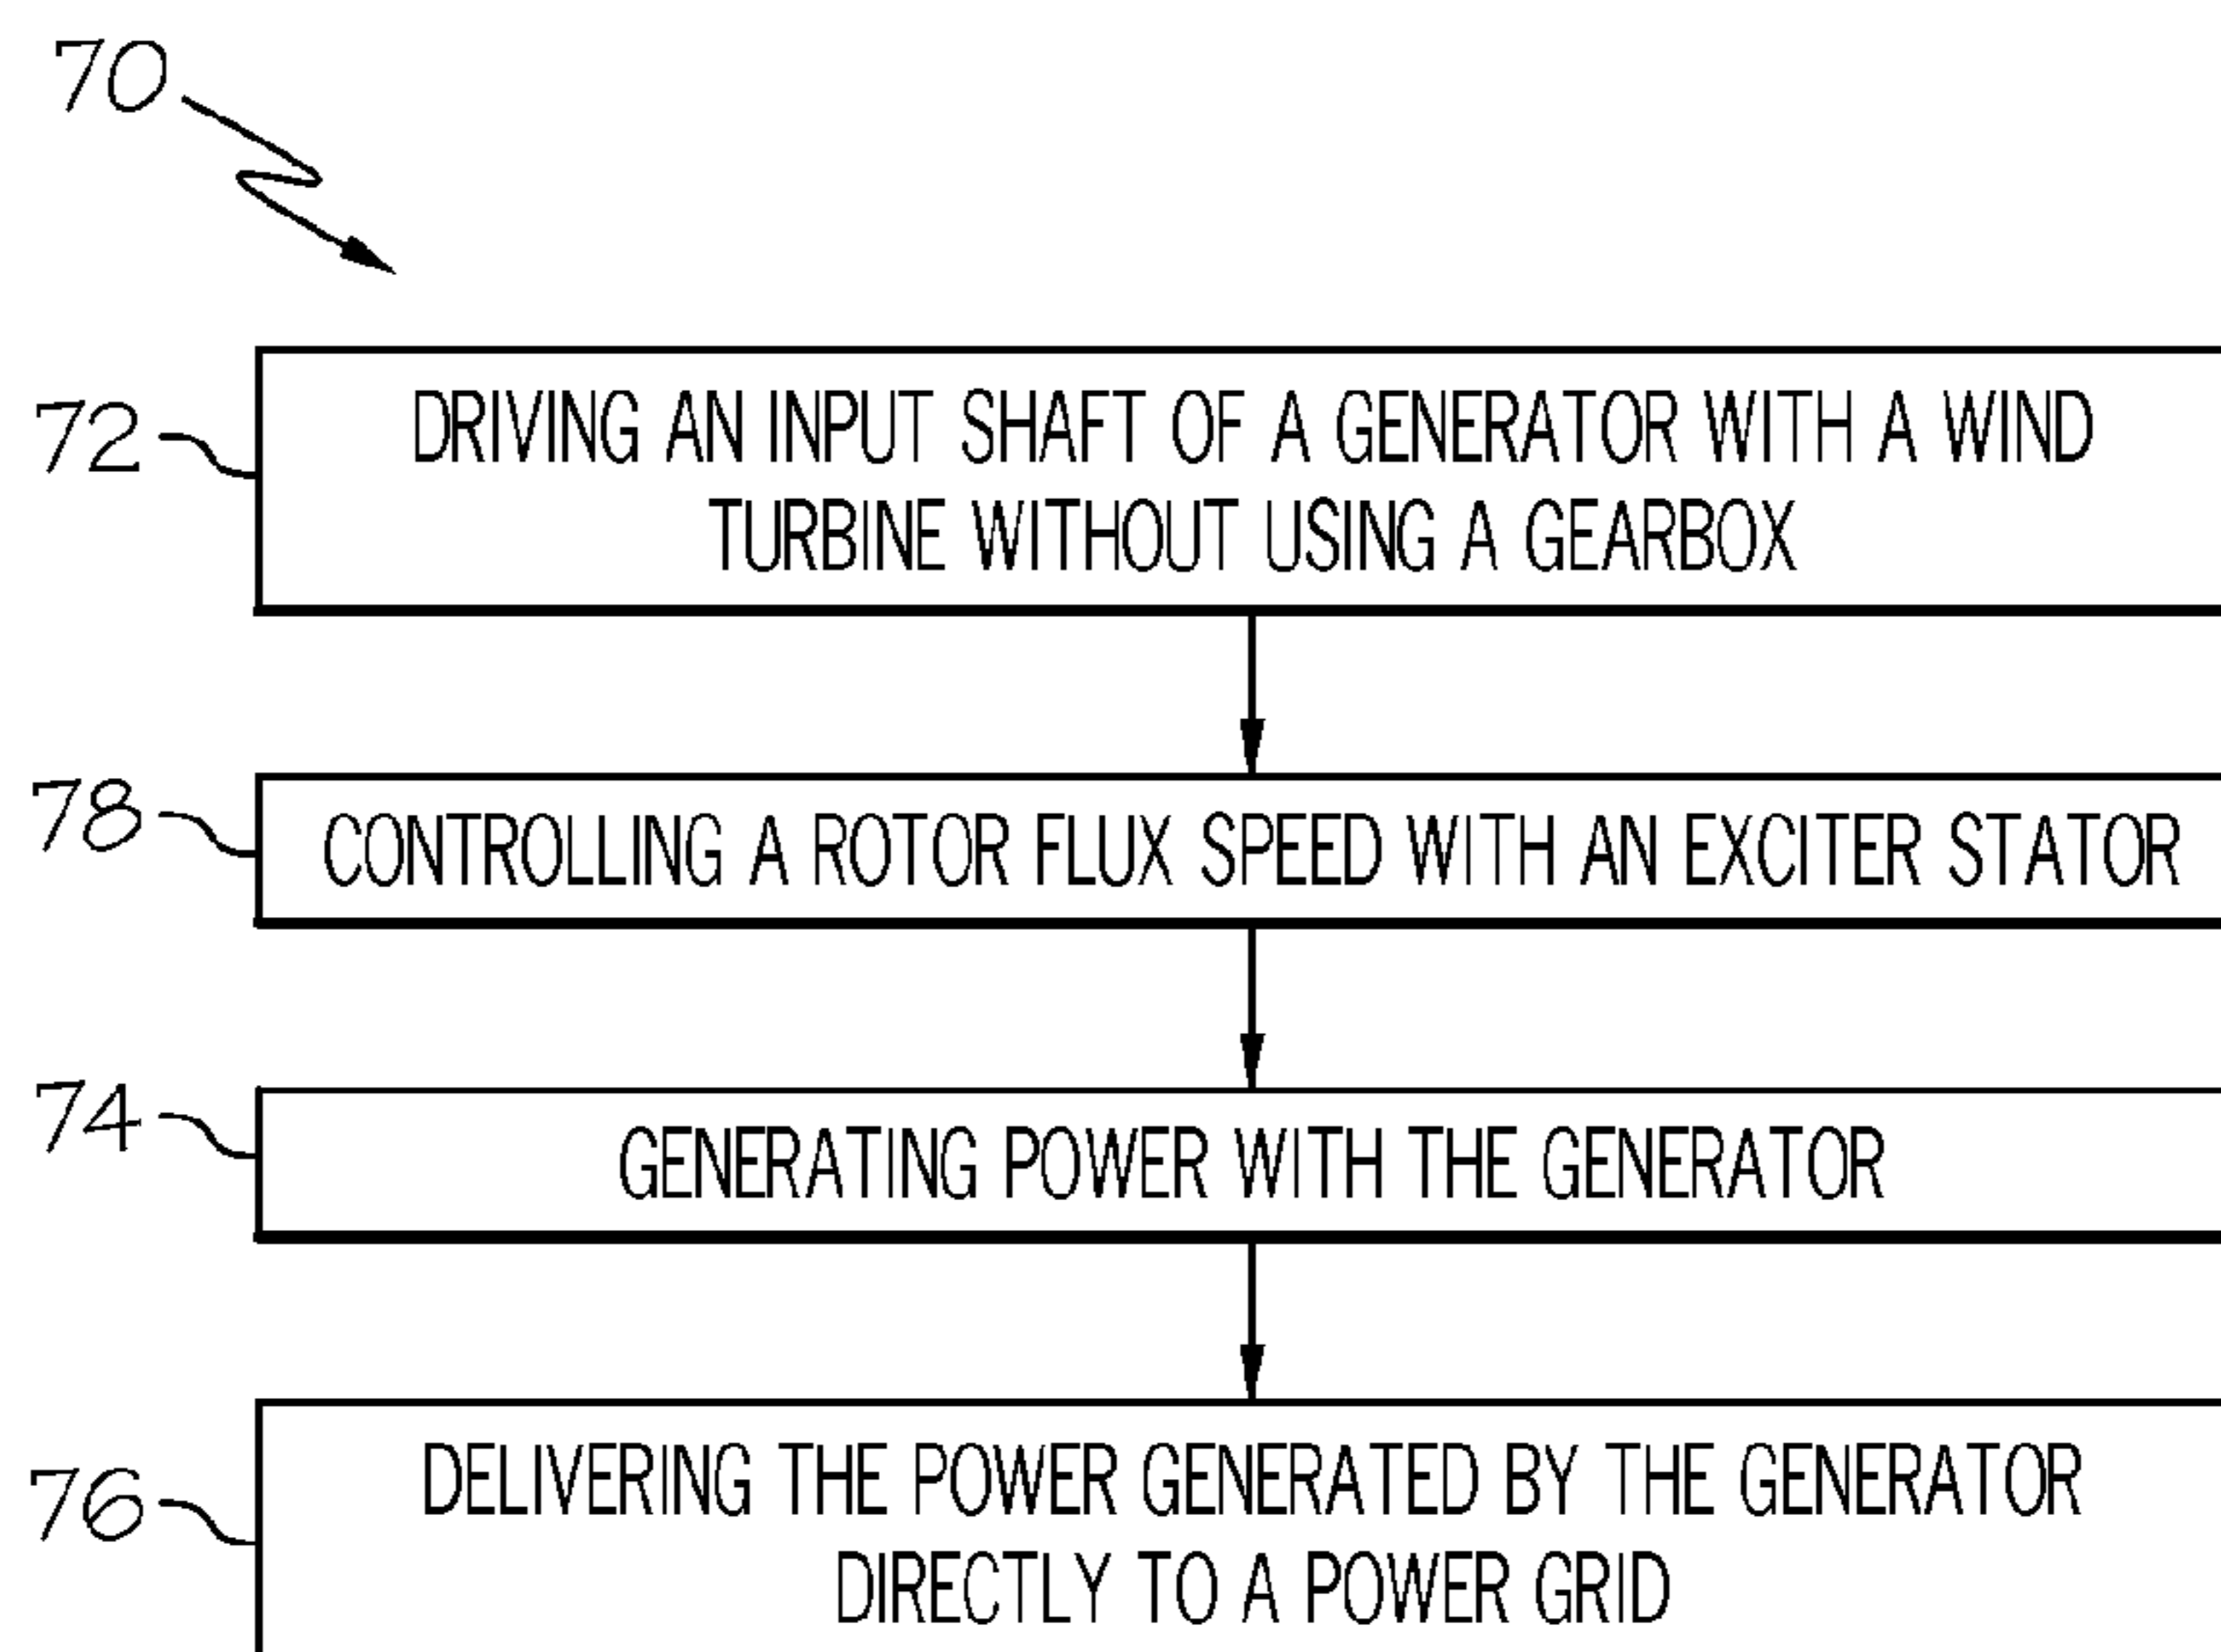 70
72
DRIVING AN INPUT SHAFT OF A GENERATOR WITH A WIND
TURBINE WITHOUT USING A GEARBOX
78
CONTROLLING A ROTOR FLUX SPEED WITH AN EXCITER STATOR
74
GENERATING POWER WITH THE GENERATOR
76
DELIVERING THE POWER GENERATED BY THE GENERATOR
DIRECTLY TO A POWER GRID